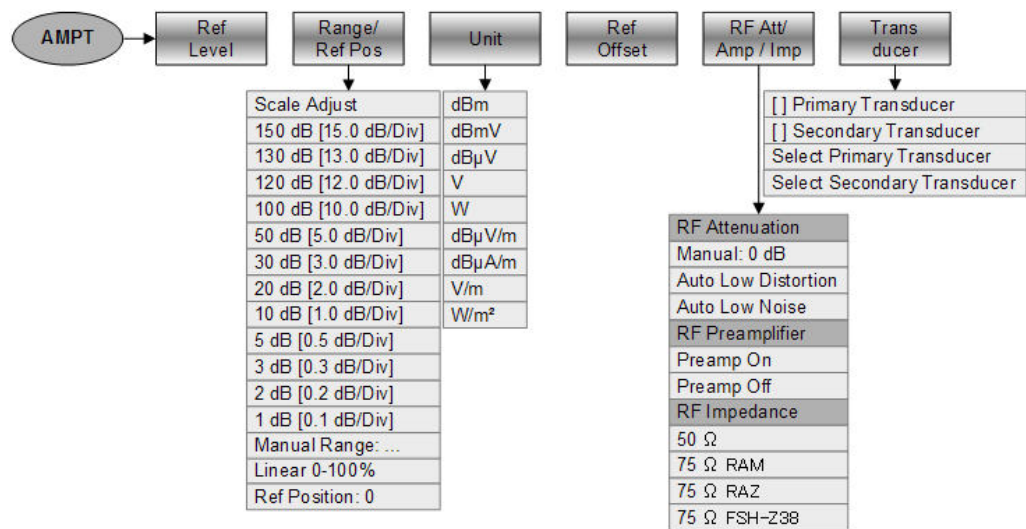 AMPT
Ref
Level
Range/
Ref Pos
Unit
Ref
Offset
RF Att/
Amp / Imp
Trans
ducer
Scale Adjust
150 dB [15.0 dB/Div]
130 dB [13.0 dB/Div]
120 dB [12.0 dB/Div]
100 dB [10.0 dB/Div]
50 dB [5.0 dB/Div]
30 dB [3.0 dB/Div]
20 dB [2.0 dB/Div]
10 dB [1.0 dB/Div]
5 dB [0.5 dB/Div]
3 dB [0.3 dB/Div]
2 dB [0.2 dB/Div]
1 dB [0.1 dB/Div]
Manual Range: ...
Linear 0-100%
Ref Position: 0
dBm
dBmV
dBµV
V
W
dBµV/m
dBµA/m
V/m
W/m²
RF Attenuation
Manual: 0 dB
Auto Low Distortion
Auto Low Noise
RF Preamplifier
Preamp On
Preamp Off
RF Impedance
50 Ω
75 Ω RAM
75 Ω RAZ
75 Ω FSH-Z38
[ ] Primary Transducer
[ ] Secondary Transducer
Select Primary Transducer
Select Secondary Transducer